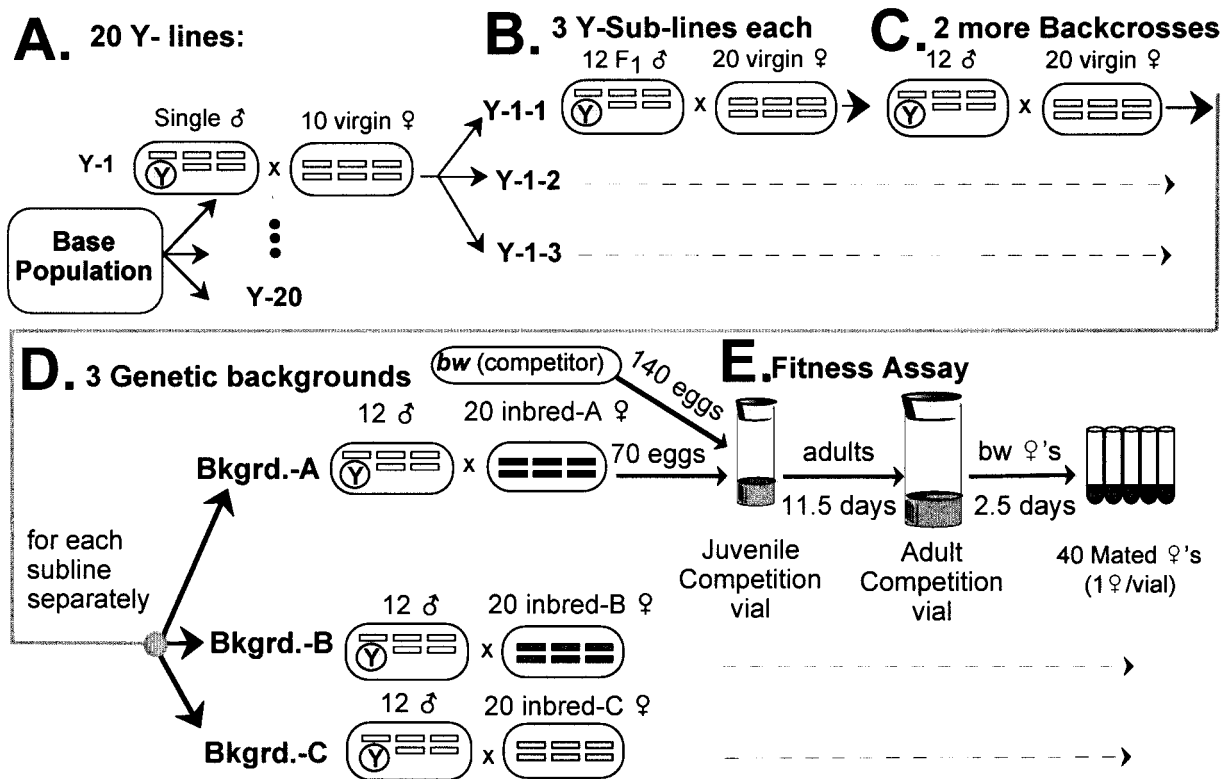 A. 20 Y- lines:
Single ♂ 10 virgin ♀
Y-1
Y
x
Base
Population
Y-20
B. 3 Y-Sub-lines each
12 F1 ♂ 20 virgin ♀
Y-1-1
Y
x
Y-1-2
Y-1-3
C. 2 more Backcrosses
12 ♂ 20 virgin ♀
Y
x
D. 3 Genetic backgrounds
bw (competitor)
140 eggs
12 ♂ 20 inbred-A ♀
Bkgrd.-A
Y
x
70 eggs
for each
subline
separately
12 ♂ 20 inbred-B ♀
Bkgrd.-B
Y
x
12 ♂ 20 inbred-C ♀
Bkgrd.-C
Y
x
E. Fitness Assay
adults
11.5 days
bw ♀'s
2.5 days
Juvenile
Competition
vial
Adult
Competition
vial
40 Mated ♀'s
(1♀/vial)